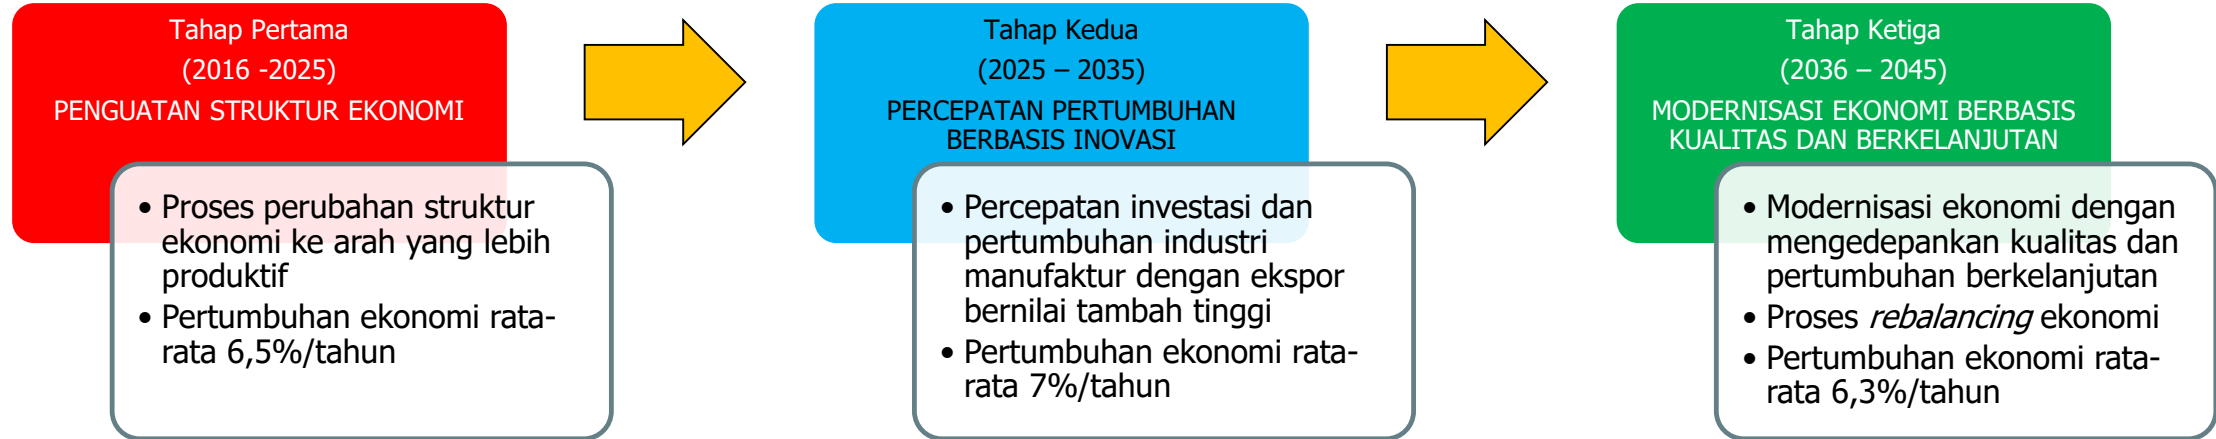 Tahap Pertama
(2016 -2025)
PENGUATAN STRUKTUR EKONOMI
• Proses perubahan struktur
ekonomi ke arah yang lebih
produktif
• Pertumbuhan ekonomi rata-
rata 6,5%/tahun
Tahap Kedua
(2025 – 2035)
PERCEPATAN PERTUMBUHAN
BERBASIS INOVASI
• Percepatan investasi dan
pertumbuhan industri
manufaktur dengan ekspor
bernilai tambah tinggi
• Pertumbuhan ekonomi rata-
rata 7%/tahun
Tahap Ketiga
(2036 – 2045)
MODERNISASI EKONOMI BERBASIS
KUALITAS DAN BERKELANJUTAN
• Modernisasi ekonomi dengan
mengedepankan kualitas dan
pertumbuhan berkelanjutan
• Proses rebalancing ekonomi
• Pertumbuhan ekonomi rata-
rata 6,3%/tahun